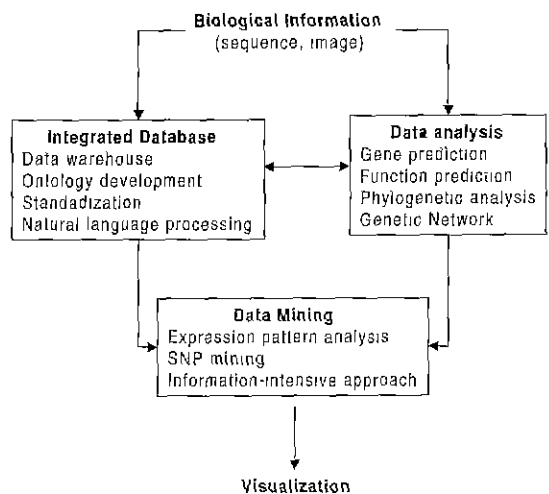 Biological Information
(sequence, image)
Integrated Database
Data warehouse
Ontology development
Standadization
Natural language processing
Data analysis
Gene prediction
Function prediction
Phylogenetic analysis
Genetic Network
Data Mining
Expression pattern analysis
SNP mining
Information-intensive approach
Visualization